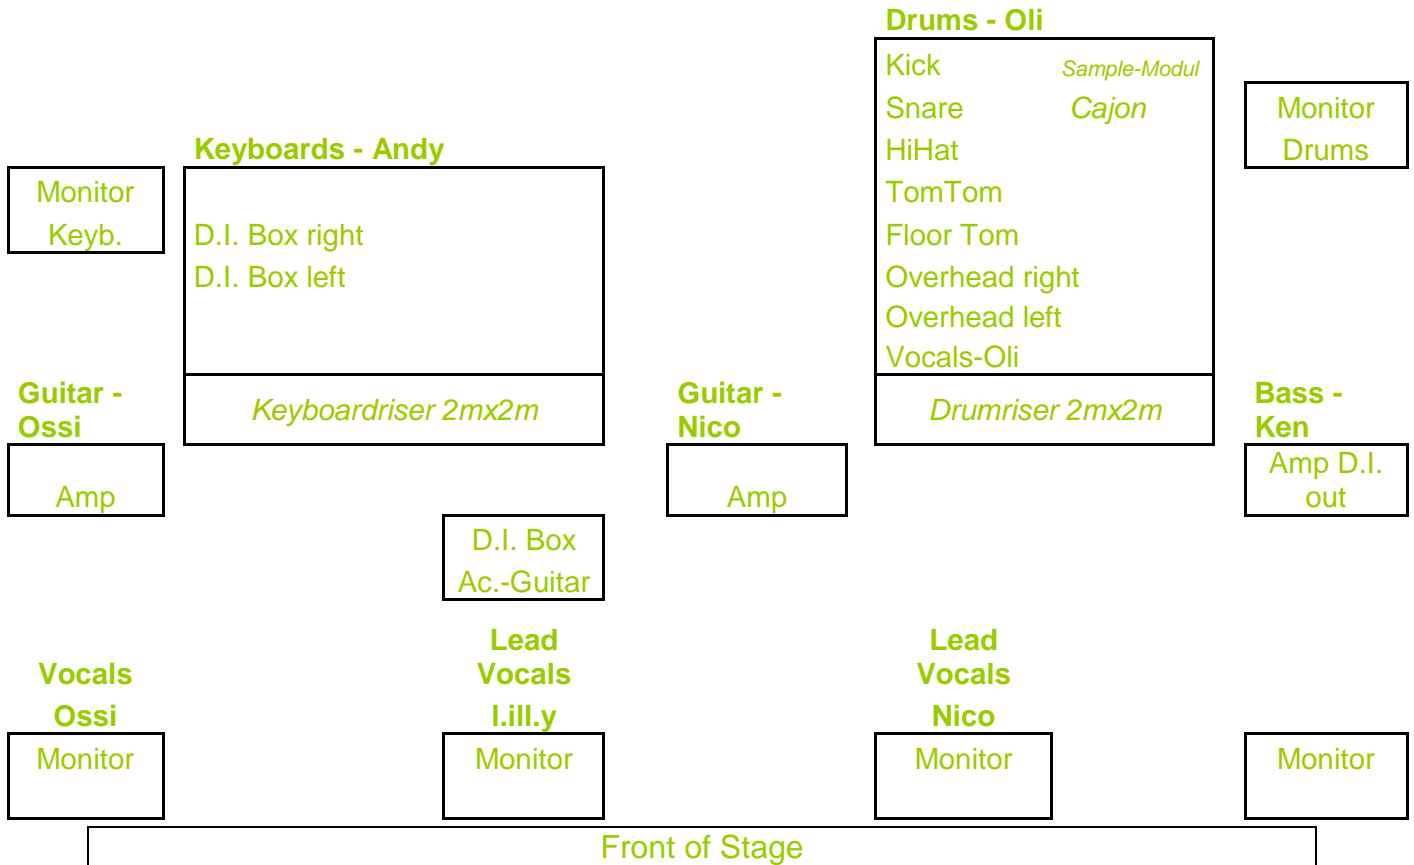 Drums - Oli
Kick
Sample-Modul
Snare
Cajon
HiHat
TomTom
Floor Tom
Overhead right
Overhead left
Vocals-Oli
Drumriser 2mx2m
Monitor
Drums
Keyboards - Andy
D.I. Box right
D.I. Box left
Keyboardriser 2mx2m
Monitor
Keyb.
Guitar -
Ossi
Amp
Guitar -
Nico
Amp
Bass -
Ken
Amp D.I.
out
D.I. Box
Ac.-Guitar
Vocals
Ossi
Monitor
Lead
Vocals
l.ill.y
Monitor
Lead
Vocals
Nico
Monitor
Monitor
Front of Stage